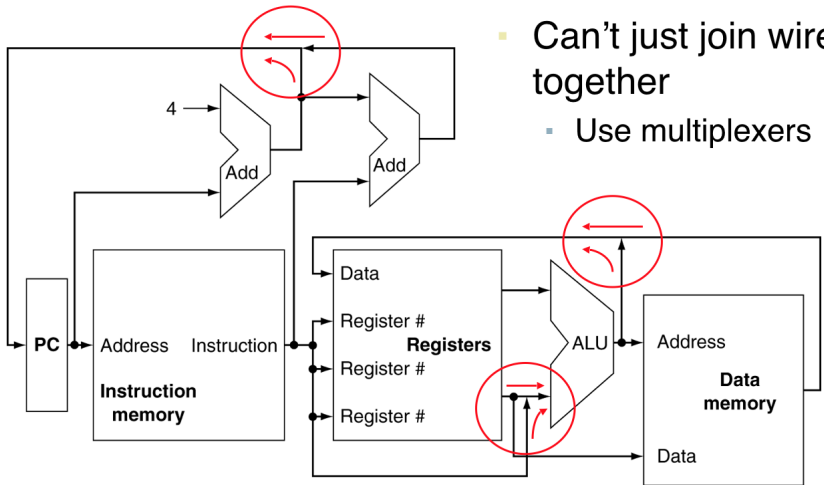 Can't just join wire
together
Use multiplexers
4
Add
Add
PC
Address
Instruction
Instruction
memory
Data
Register #
Registers
Register #
Register #
ALU
Address
Data
memory
Data